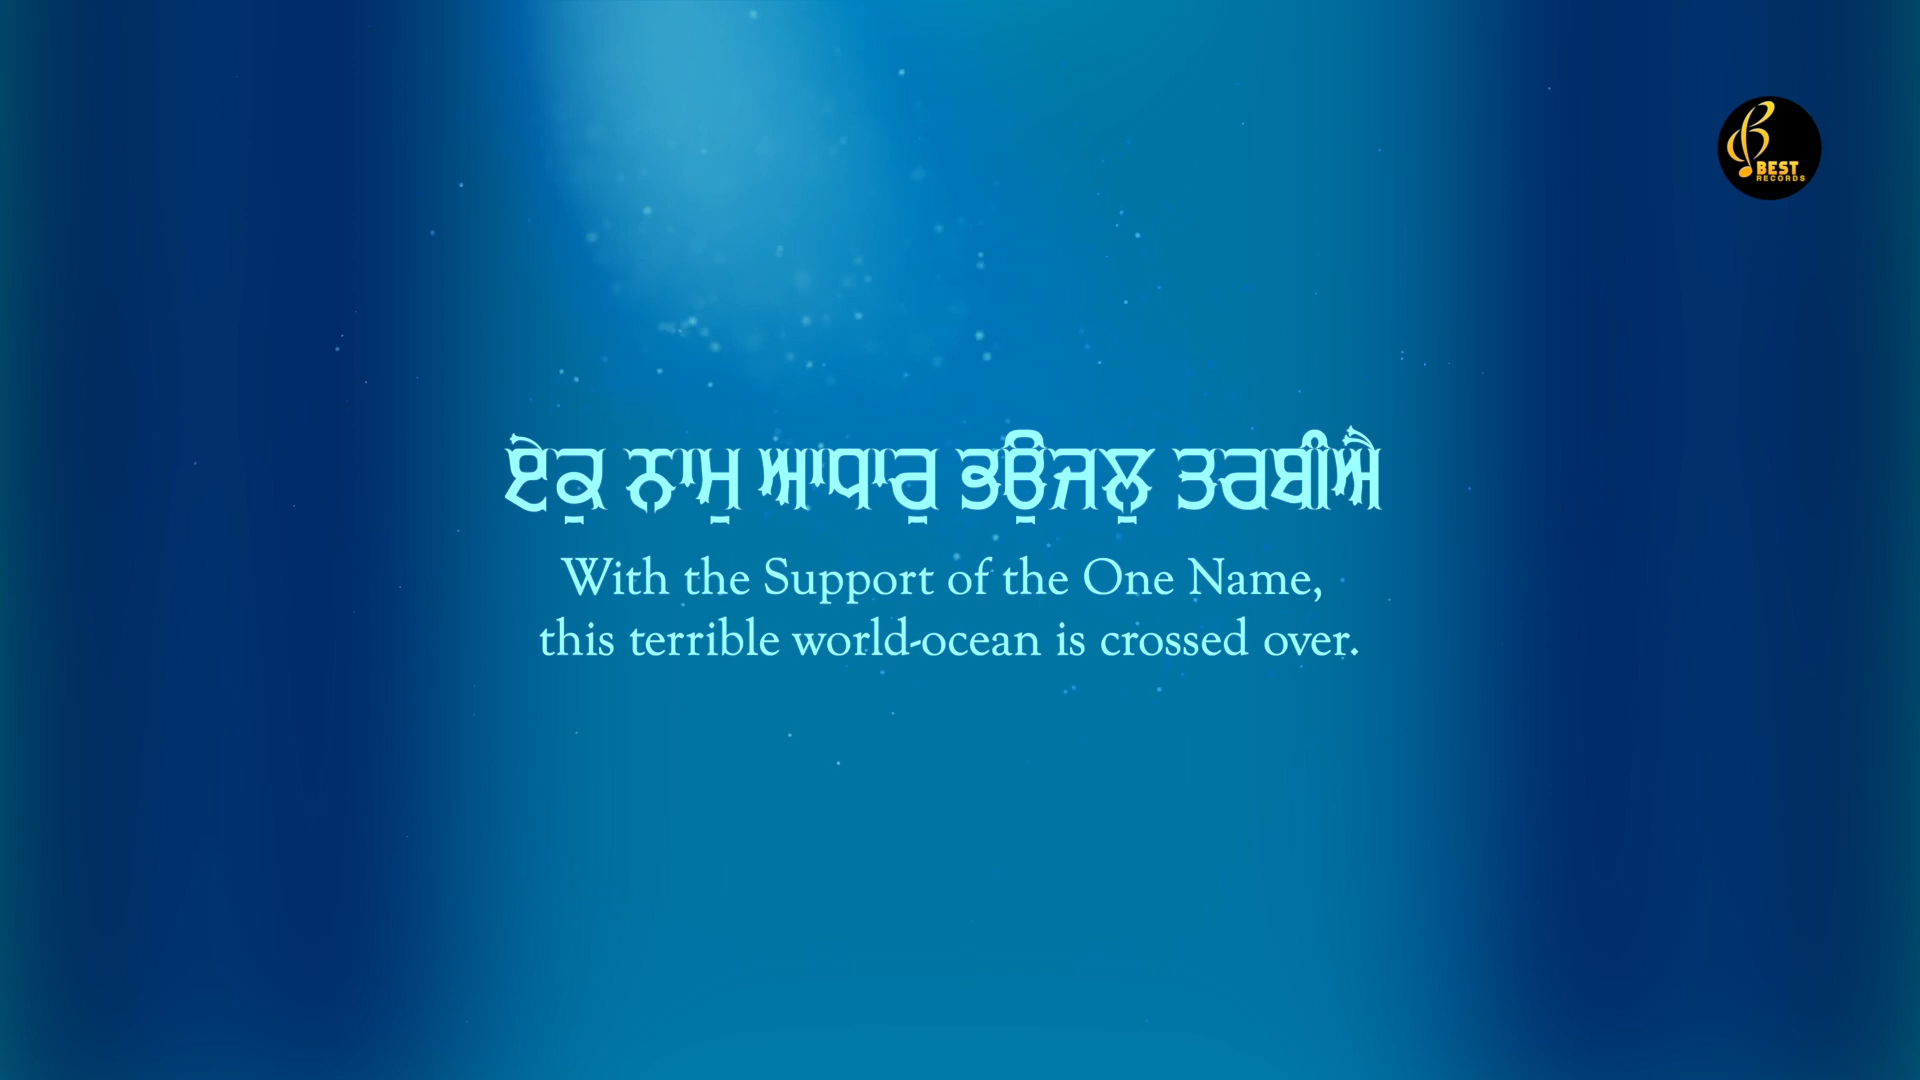 ਏਕੁ ਨਾਮੁ ਆਧਾਰੁ ਭਉਜਲੁ ਤਰਬੀਐ
With the Support of the One Name,
this terrible world-ocean is crossed over.
BEST
RECORDS